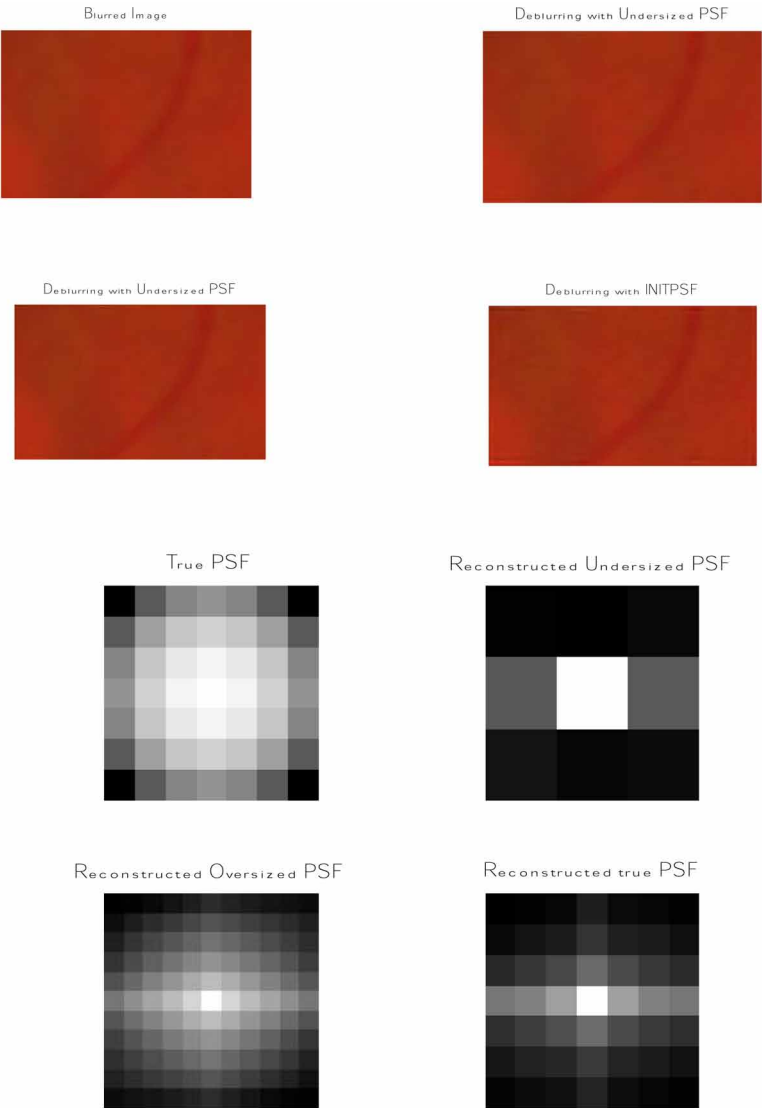 Blurred Image
Deblurring with Undersized PSF
Deblurring with Undersized PSF
Deblurring with INITPSF
True PSF
Reconstructed Undersized PSF
Reconstructed Oversized PSF
Reconstructed true PSF